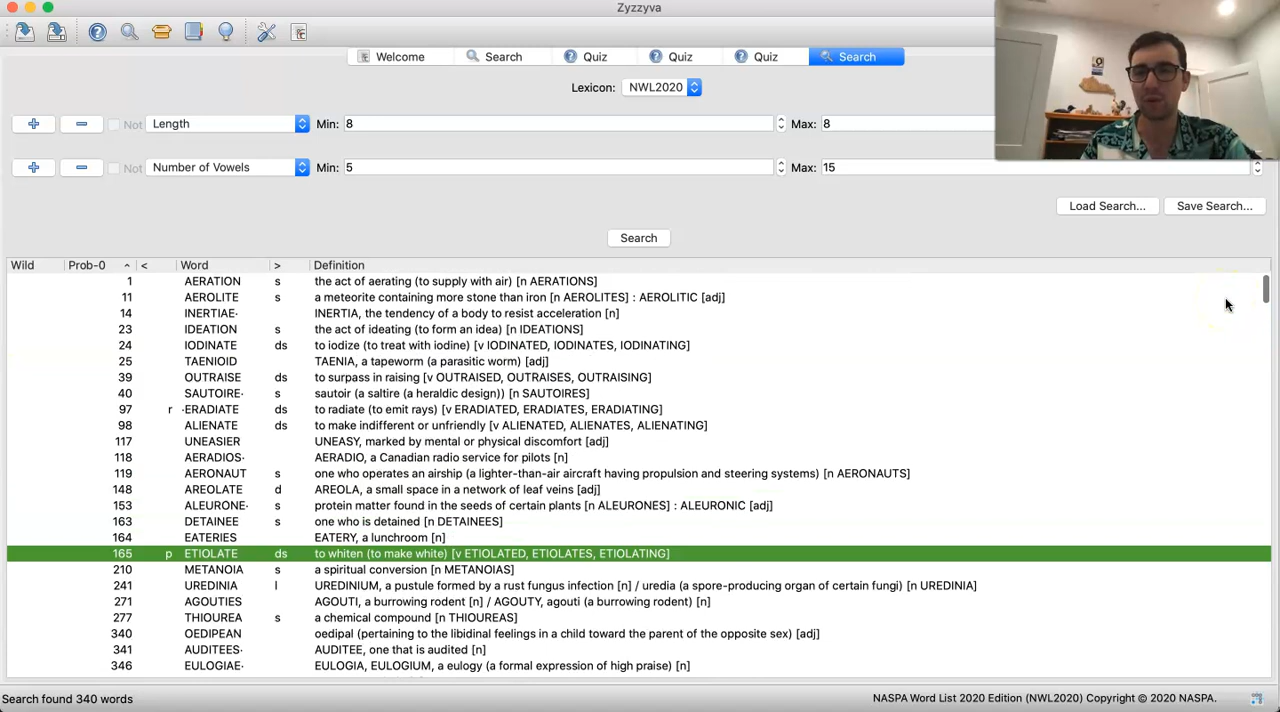 Zyzzyva
Welcome Search Quiz Quiz Quiz Search
Lexicon: NWL2020
Not Length Min: 8 Max: 8
Not Number of Vowels Min: 5 Max: 15
Load Search... Save Search...
Search
Wild Prob-0 < Word > Definition
1 AERATION s the act of aerating (to supply with air) [n AERATIONS]
11 AEROLITE s a meteorite containing more stone than iron [n AEROLITES] : AEROLITIC [adj]
14 INERTIAE· INERTIA, the tendency of a body to resist acceleration [n]
23 IDEATION s the act of ideating (to form an idea) [n IDEATIONS]
24 IODINATE ds to iodize (to treat with iodine) [v IODINATED, IODINATES, IODINATING]
25 TAENIOID TAENIA, a tapeworm (a parasitic worm) [adj]
39 OUTRAISE ds to surpass in raising [v OUTRAISED, OUTRAISES, OUTRAISING]
40 SAUTOIRE· s sautoir (a saltire (a heraldic design)) [n SAUTOIRES]
97 r ·ERADIATE ds to radiate (to emit rays) [v ERADIATED, ERADIATES, ERADIATING]
98 ALIENATE ds to make indifferent or unfriendly [v ALIENATED, ALIENATES, ALIENATING]
117 UNEASIER UNEASY, marked by mental or physical discomfort [adj]
118 AERADIOS· AERADIO, a Canadian radio service for pilots [n]
119 AERONAUT s one who operates an airship (a lighter-than-air aircraft having propulsion and steering systems) [n AERONAUTS]
148 AREOLATE d AREOLA, a small space in a network of leaf veins [adj]
153 ALEURONE· s protein matter found in the seeds of certain plants [n ALEURONES] : ALEURONIC [adj]
163 DETAINEE s one who is detained [n DETAINEES]
164 EATERIES EATERY, a lunchroom [n]
165 p ETIOLATE ds to whiten (to make white) [v ETIOLATED, ETIOLATES, ETIOLATING]
210 METANOIA s a spiritual conversion [n METANOIAS]
241 UREDINIA l UREDINIUM, a pustule formed by a rust fungus infection [n] / uredia (a spore-producing organ of certain fungi) [n UREDINIA]
271 AGOUTIES AGOUTI, a burrowing rodent [n] / AGOUTY, agouti (a burrowing rodent) [n]
277 THIOUREA s a chemical compound [n THIOUREAS]
340 OEDIPEAN oedipal (pertaining to the libidinal feelings in a child toward the parent of the opposite sex) [adj]
341 AUDITEES· AUDITEE, one that is audited [n]
346 EULOGIAE· EULOGIA, EULOGIUM, a eulogy (a formal expression of high praise) [n]
Search found 340 words NASPA Word List 2020 Edition (NWL2020) Copyright © 2020 NASPA.